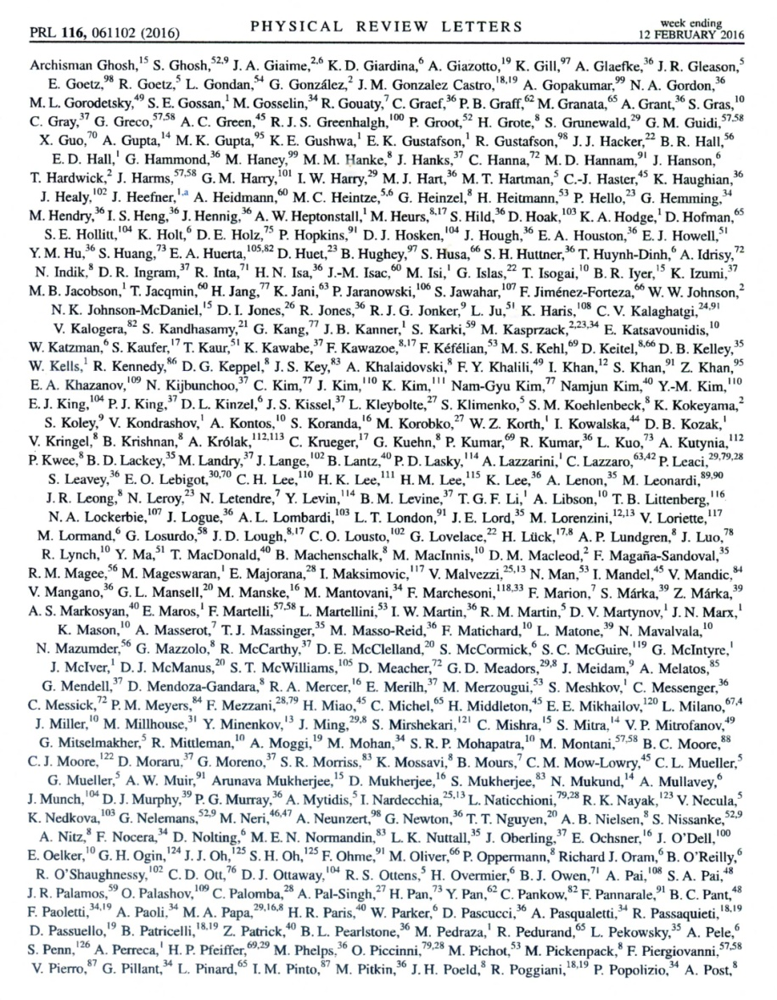 PRL 116, 061102 (2016) PHYSICAL REVIEW LETTERS week ending 12 FEBRUARY 2016
Archisman Ghosh,15 S. Ghosh,52,9 J. A. Giaime,2,6 K. D. Giardina,6 A. Giazotto,19 K. Gill,97 A. Glaefke,36 J. R. Gleason,5
E. Goetz,98 R. Goetz,5 L. Gondan,54 G. González,2 J. M. Gonzalez Castro,18,19 A. Gopakumar,99 N. A. Gordon,36
M. L. Gorodetsky,49 S. E. Gossan,1 M. Gosselin,34 R. Gouaty,7 C. Graef,36 P. B. Graff,62 M. Granata,65 A. Grant,36 S. Gras,10
C. Gray,37 G. Greco,57,58 A. C. Green,45 R. J. S. Greenhalgh,100 P. Groot,52 H. Grote,8 S. Grunewald,29 G. M. Guidi,57,58
X. Guo,70 A. Gupta,14 M. K. Gupta,95 K. E. Gushwa,1 E. K. Gustafson,1 R. Gustafson,98 J. J. Hacker,22 B. R. Hall,56
E. D. Hall,1 G. Hammond,36 M. Haney,99 M. M. Hanke,8 J. Hanks,37 C. Hanna,72 M. D. Hannam,91 J. Hanson,6
T. Hardwick,2 J. Harms,57,58 G. M. Harry,101 I. W. Harry,29 M. J. Hart,36 M. T. Hartman,5 C.-J. Haster,45 K. Haughian,36
J. Healy,102 J. Heefner,1,a A. Heidmann,60 M. C. Heintze,5,6 G. Heinzel,8 H. Heitmann,53 P. Hello,23 G. Hemming,34
M. Hendry,36 I. S. Heng,36 J. Hennig,36 A. W. Heptonstall,1 M. Heurs,8,17 S. Hild,36 D. Hoak,103 K. A. Hodge,1 D. Hofman,65
S. E. Hollitt,104 K. Holt,6 D. E. Holz,75 P. Hopkins,91 D. J. Hosken,104 J. Hough,36 E. A. Houston,36 E. J. Howell,51
Y. M. Hu,36 S. Huang,73 E. A. Huerta,105,82 D. Huet,23 B. Hughey,97 S. Husa,66 S. H. Huttner,36 T. Huynh-Dinh,6 A. Idrisy,72
N. Indik,8 D. R. Ingram,37 R. Inta,71 H. N. Isa,36 J.-M. Isac,60 M. Isi,1 G. Islas,22 T. Isogai,10 B. R. Iyer,15 K. Izumi,37
M. B. Jacobson,1 T. Jacqmin,60 H. Jang,77 K. Jani,63 P. Jaranowski,106 S. Jawahar,107 F. Jiménez-Forteza,66 W. W. Johnson,2
N. K. Johnson-McDaniel,15 D. I. Jones,26 R. Jones,36 R. J. G. Jonker,9 L. Ju,51 K. Haris,108 C. V. Kalaghatgi,24,91
V. Kalogera,82 S. Kandhasamy,21 G. Kang,77 J. B. Kanner,1 S. Karki,59 M. Kasprzack,2,23,34 E. Katsavounidis,10
W. Katzman,6 S. Kaufer,17 T. Kaur,51 K. Kawabe,37 F. Kawazoe,8,17 F. Kéfélian,53 M. S. Kehl,69 D. Keitel,8,66 D. B. Kelley,35
W. Kells,1 R. Kennedy,86 D. G. Keppel,8 J. S. Key,83 A. Khalaidovski,8 F. Y. Khalili,49 I. Khan,12 S. Khan,91 Z. Khan,95
E. A. Khazanov,109 N. Kijbunchoo,37 C. Kim,77 J. Kim,110 K. Kim,111 Nam-Gyu Kim,77 Namjun Kim,40 Y.-M. Kim,110
E. J. King,104 P. J. King,37 D. L. Kinzel,6 J. S. Kissel,37 L. Kleybolte,27 S. Klimenko,5 S. M. Koehlenbeck,8 K. Kokeyama,2
S. Koley,9 V. Kondrashov,1 A. Kontos,10 S. Koranda,16 M. Korobko,27 W. Z. Korth,1 I. Kowalska,44 D. B. Kozak,1
V. Kringel,8 B. Krishnan,8 A. Królak,112,113 C. Krueger,17 G. Kuehn,8 P. Kumar,69 R. Kumar,36 L. Kuo,73 A. Kutynia,112
P. Kwee,8 B. D. Lackey,35 M. Landry,37 J. Lange,102 B. Lantz,40 P. D. Lasky,114 A. Lazzarini,1 C. Lazzaro,63,42 P. Leaci,29,79,28
S. Leavey,36 E. O. Lebigot,30,70 C. H. Lee,110 H. K. Lee,111 H. M. Lee,115 K. Lee,36 A. Lenon,35 M. Leonardi,89,90
J. R. Leong,8 N. Leroy,23 N. Letendre,7 Y. Levin,114 B. M. Levine,37 T. G. F. Li,1 A. Libson,10 T. B. Littenberg,116
N. A. Lockerbie,107 J. Logue,36 A. L. Lombardi,103 L. T. London,91 J. E. Lord,35 M. Lorenzini,12,13 V. Loriette,117
M. Lormand,6 G. Losurdo,58 J. D. Lough,8,17 C. O. Lousto,102 G. Lovelace,22 H. Lück,17,8 A. P. Lundgren,8 J. Luo,78
R. Lynch,10 Y. Ma,51 T. MacDonald,40 B. Machenschalk,8 M. MacInnis,10 D. M. Macleod,2 F. Magaña-Sandoval,35
R. M. Magee,56 M. Mageswaran,1 E. Majorana,28 I. Maksimovic,117 V. Malvezzi,25,13 N. Man,53 I. Mandel,45 V. Mandic,84
V. Mangano,36 G. L. Mansell,20 M. Manske,16 M. Mantovani,34 F. Marchesoni,118,33 F. Marion,7 S. Márka,39 Z. Márka,39
A. S. Markosyan,40 E. Maros,1 F. Martelli,57,58 L. Martellini,53 I. W. Martin,36 R. M. Martin,5 D. V. Martynov,1 J. N. Marx,1
K. Mason,10 A. Masserot,7 T. J. Massinger,35 M. Masso-Reid,36 F. Matichard,10 L. Matone,39 N. Mavalvala,10
N. Mazumder,56 G. Mazzolo,8 R. McCarthy,37 D. E. McClelland,20 S. McCormick,6 S. C. McGuire,119 G. McIntyre,1
J. McIver,1 D. J. McManus,20 S. T. McWilliams,105 D. Meacher,72 G. D. Meadors,29,8 J. Meidam,9 A. Melatos,85
G. Mendell,37 D. Mendoza-Gandara,8 R. A. Mercer,16 E. Merilh,37 M. Merzougui,53 S. Meshkov,1 C. Messenger,36
C. Messick,72 P. M. Meyers,84 F. Mezzani,28,79 H. Miao,45 C. Michel,65 H. Middleton,45 E. E. Mikhailov,120 L. Milano,67,4
J. Miller,10 M. Millhouse,31 Y. Minenkov,13 J. Ming,29,8 S. Mirshekari,121 C. Mishra,15 S. Mitra,14 V. P. Mitrofanov,49
G. Mitselmakher,5 R. Mittleman,10 A. Moggi,19 M. Mohan,34 S. R. P. Mohapatra,10 M. Montani,57,58 B. C. Moore,88
C. J. Moore,122 D. Moraru,37 G. Moreno,37 S. R. Morriss,83 K. Mossavi,8 B. Mours,7 C. M. Mow-Lowry,45 C. L. Mueller,5
G. Mueller,5 A. W. Muir,91 Arunava Mukherjee,15 D. Mukherjee,16 S. Mukherjee,83 N. Mukund,14 A. Mullavey,6
J. Munch,104 D. J. Murphy,39 P. G. Murray,36 A. Mytidis,5 I. Nardecchia,25,13 L. Naticchioni,79,28 R. K. Nayak,123 V. Necula,5
K. Nedkova,103 G. Nelemans,52,9 M. Neri,46,47 A. Neunzert,98 G. Newton,36 T. T. Nguyen,20 A. B. Nielsen,8 S. Nissanke,52,9
A. Nitz,8 F. Nocera,34 D. Nolting,6 M. E. N. Normandin,83 L. K. Nuttall,35 J. Oberling,37 E. Ochsner,16 J. O'Dell,100
E. Oelker,10 G. H. Ogin,124 J. J. Oh,125 S. H. Oh,125 F. Ohme,91 M. Oliver,66 P. Oppermann,8 Richard J. Oram,6 B. O'Reilly,6
R. O'Shaughnessy,102 C. D. Ott,76 D. J. Ottaway,104 R. S. Ottens,5 H. Overmier,6 B. J. Owen,71 A. Pai,108 S. A. Pai,48
J. R. Palamos,59 O. Palashov,109 C. Palomba,28 A. Pal-Singh,27 H. Pan,73 Y. Pan,62 C. Pankow,82 F. Pannarale,91 B. C. Pant,48
F. Paoletti,34,19 A. Paoli,34 M. A. Papa,29,16,8 H. R. Paris,40 W. Parker,6 D. Pascucci,36 A. Pasqualetti,34 R. Passaquieti,18,19
D. Passuello,19 B. Patricelli,18,19 Z. Patrick,40 B. L. Pearlstone,36 M. Pedraza,1 R. Pedurand,65 L. Pekowsky,35 A. Pele,6
S. Penn,126 A. Perreca,1 H. P. Pfeiffer,69,29 M. Phelps,36 O. Piccinni,79,28 M. Pichot,53 M. Pickenpack,8 F. Piergiovanni,57,58
V. Pierro,87 G. Pillant,34 L. Pinard,65 I. M. Pinto,87 M. Pitkin,36 J. H. Poeld,8 R. Poggiani,18,19 P. Popolizio,34 A. Post,8